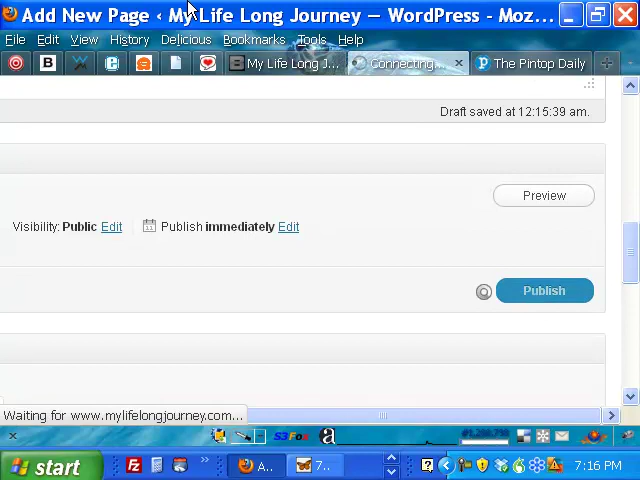 Add New Page ‹ My Life Long Journey — WordPress - Moz...
File Edit View History Delicious Bookmarks Tools Help
B My Life Long J... Connecting... The Pintop Daily
Draft saved at 12:15:39 am.
Preview
Visibility: Public Edit Publish immediately Edit
Publish
Waiting for www.mylifelongjourney.com...
S3Fox a
start A.. 7.. 7:16 PM